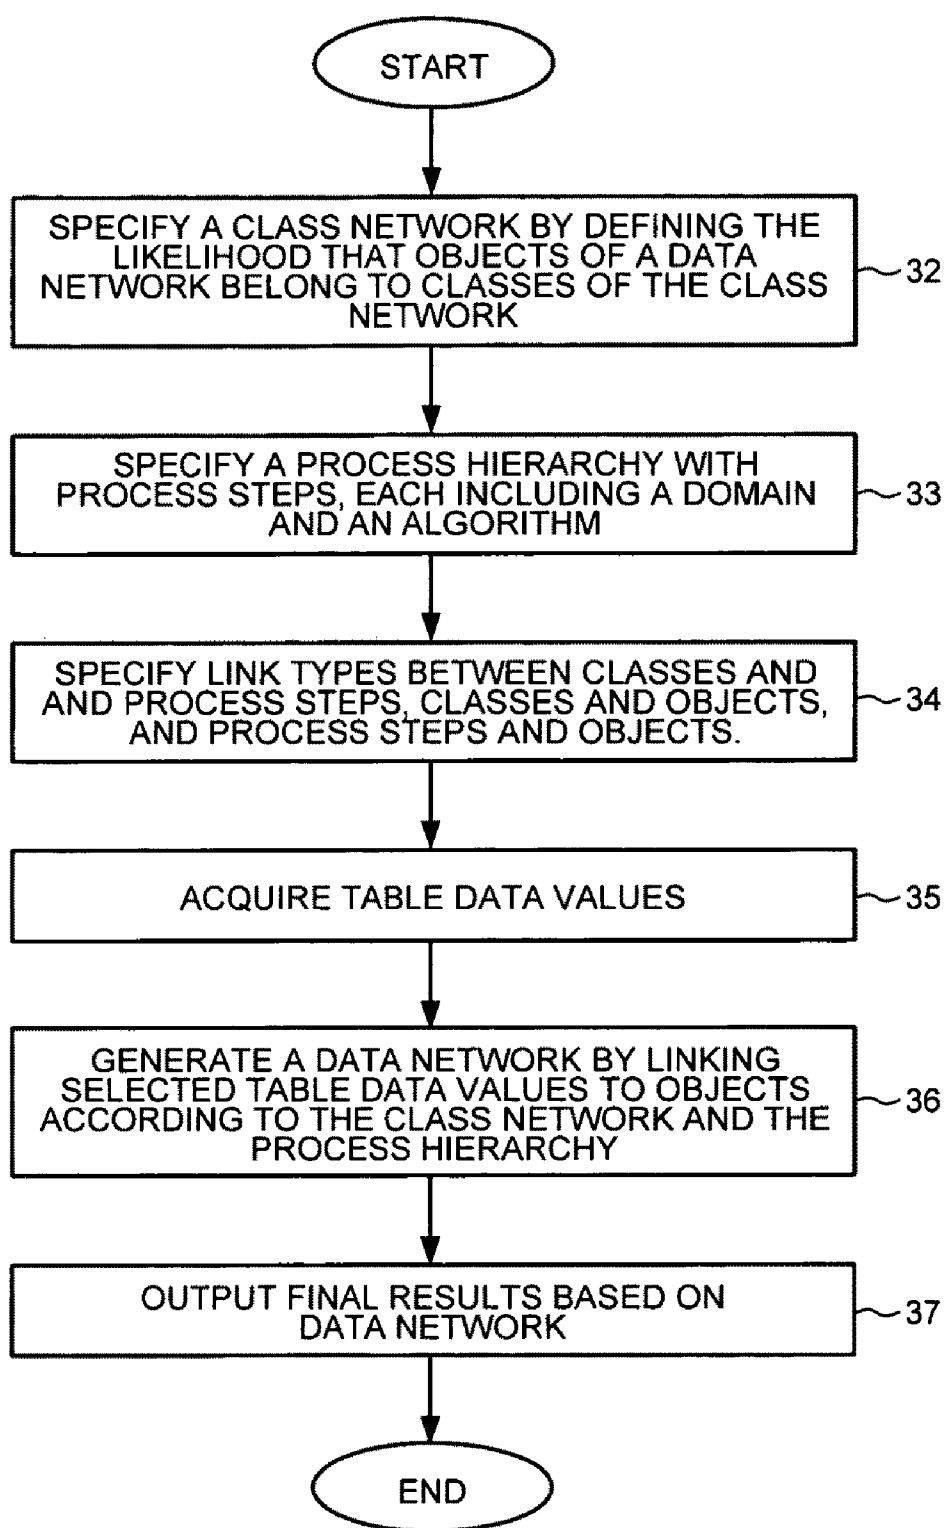 START
SPECIFY A CLASS NETWORK BY DEFINING THE
LIKELIHOOD THAT OBJECTS OF A DATA
NETWORK BELONG TO CLASSES OF THE CLASS
NETWORK
32
SPECIFY A PROCESS HIERARCHY WITH
PROCESS STEPS, EACH INCLUDING A DOMAIN
AND AN ALGORITHM
33
SPECIFY LINK TYPES BETWEEN CLASSES AND
AND PROCESS STEPS, CLASSES AND OBJECTS,
AND PROCESS STEPS AND OBJECTS.
34
ACQUIRE TABLE DATA VALUES
35
GENERATE A DATA NETWORK BY LINKING
SELECTED TABLE DATA VALUES TO OBJECTS
ACCORDING TO THE CLASS NETWORK AND THE
PROCESS HIERARCHY
36
OUTPUT FINAL RESULTS BASED ON
DATA NETWORK
37
END